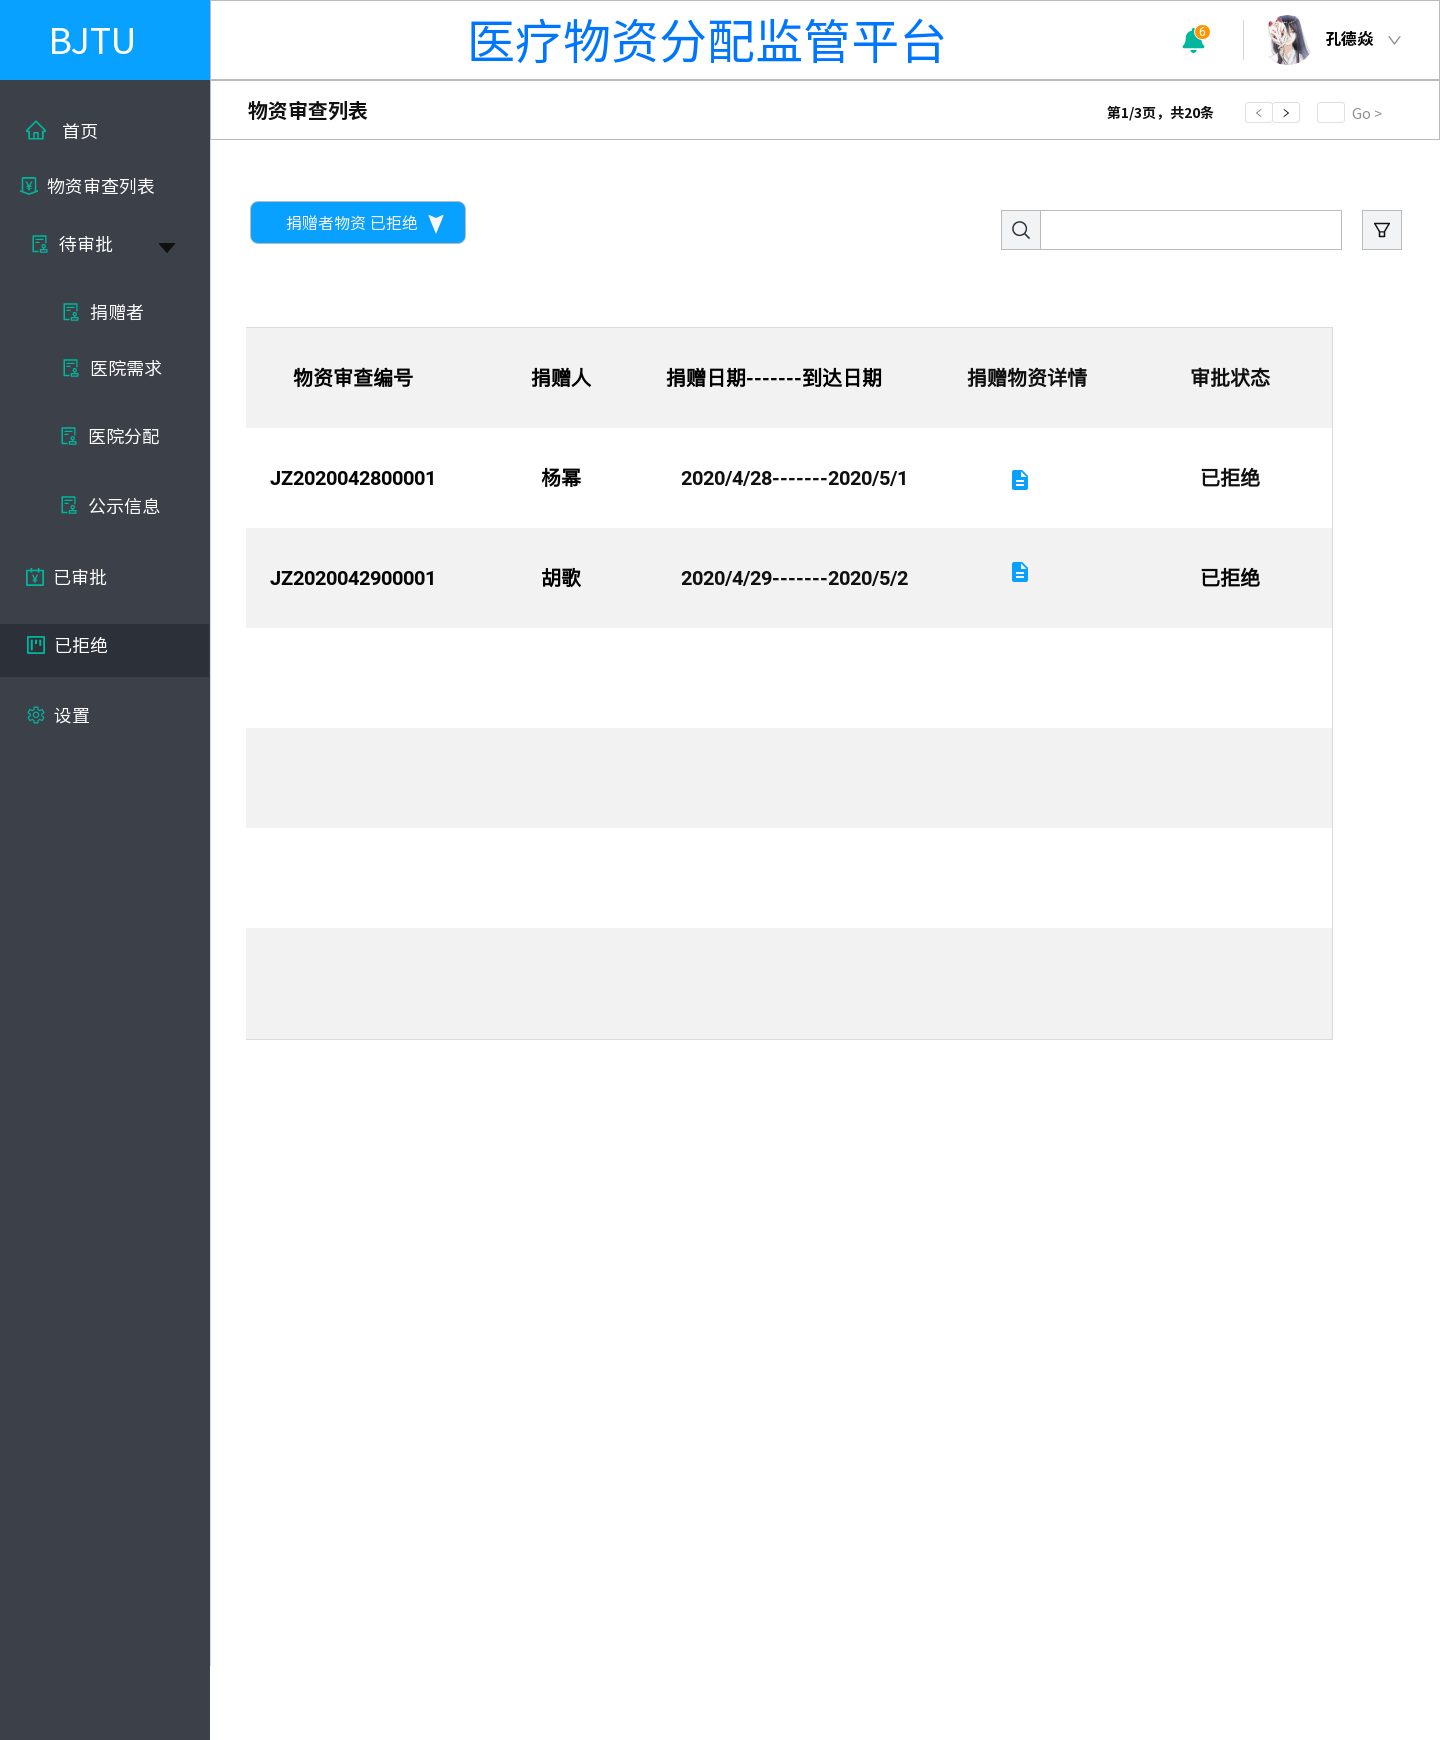 BJTU
医疗物资分配监管平台
6
孔德焱
物资审查列表
第1/3页，共20条
< >
Go >
首页
物资审查列表
待审批
捐赠者
医院需求
医院分配
公示信息
已审批
已拒绝
设置
捐赠者物资 已拒绝
物资审查编号 捐赠人 捐赠日期-------到达日期 捐赠物资详情 审批状态
JZ2020042800001 杨幂 2020/4/28-------2020/5/1 已拒绝
JZ2020042900001 胡歌 2020/4/29-------2020/5/2 已拒绝